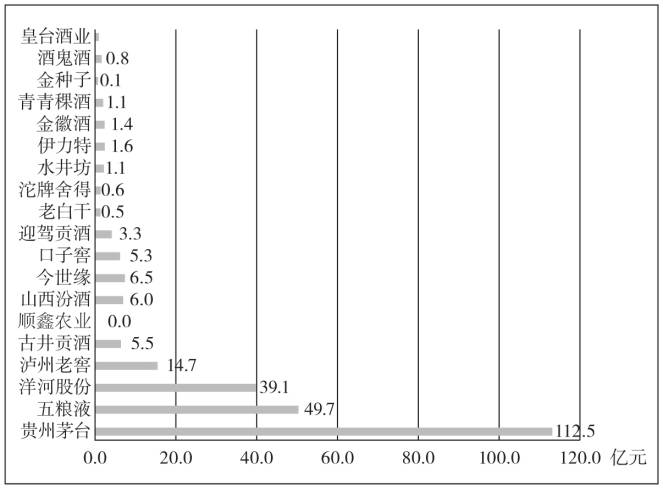 皇台酒业
酒鬼酒 0.8
金种子 0.1
青青稞酒 1.1
金徽酒 1.4
伊力特 1.6
水井坊 1.1
沱牌舍得 0.6
老白干 0.5
迎驾贡酒 3.3
口子窖 5.3
今世缘 6.5
山西汾酒 6.0
顺鑫农业 0.0
古井贡酒 5.5
泸州老窖 14.7
洋河股份 39.1
五粮液 49.7
贵州茅台 112.5
0.0 20.0 40.0 60.0 80.0 100.0 120.0 亿元